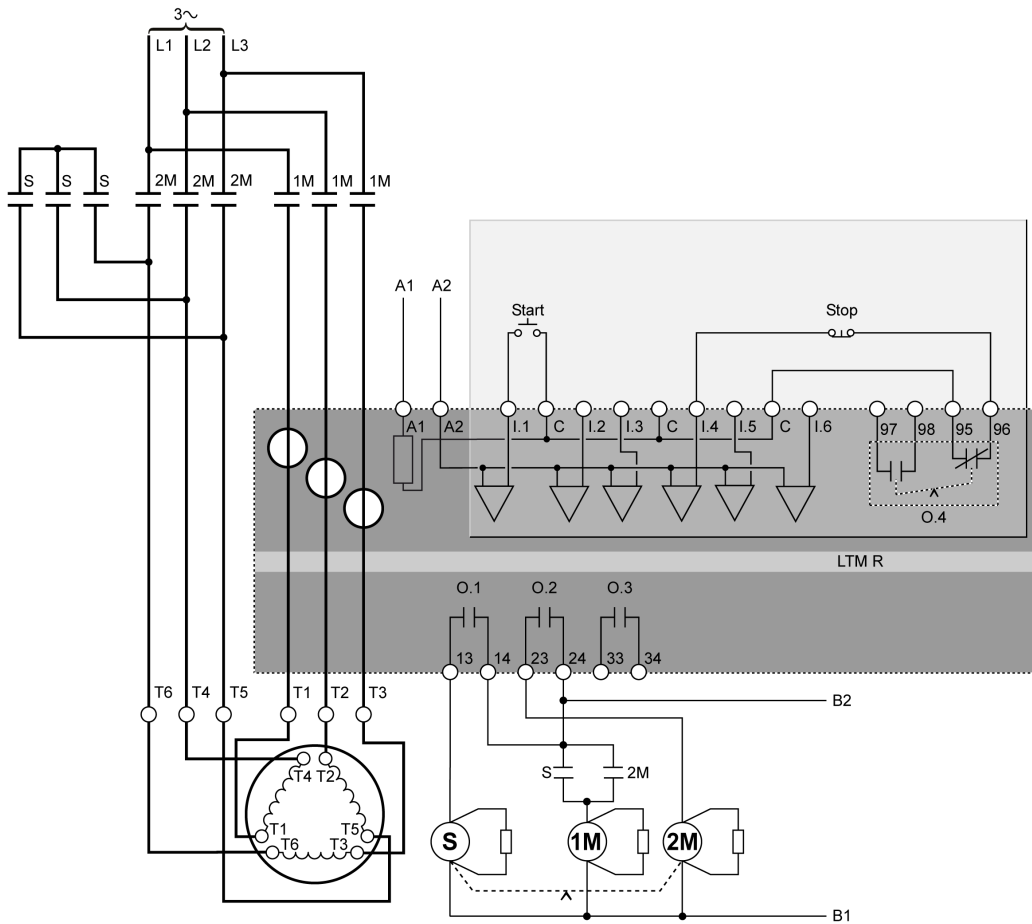 3~
L1 L2 L3
S S S 2M 2M 2M 1M 1M 1M
A1 A2
Start Stop
A1 A2 I.1 C I.2 I.3 C I.4 I.5 C I.6 97 98 95 96
O.4
LTM R
O.1 O.2 O.3
13 14 23 24 33 34
T6 T4 T5 T1 T2 T3
B2
T4 T2
S 2M
T1 T5
T6 T3
S 1M 2M
B1